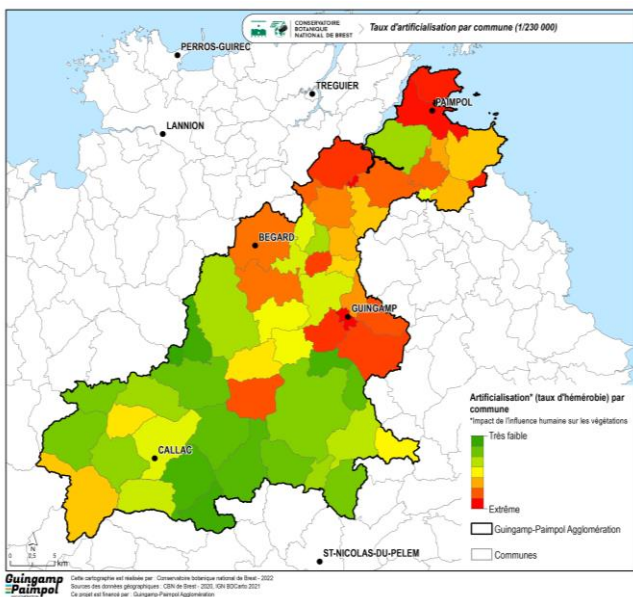 CONSERVATOIRE
BOTANIQUE
NATIONAL DE BREST
Taux d'artificialisation par commune (1/230 000)
PERROS-GUIREC
TREGUIER
PAIMPOL
LANNION
BEGARD
GUINGAMP
CALLAC
ST-NICOLAS-DU-PELEM
Artificialisation* (taux d'hémérobie) par
commune
*Impact de l'influence humaine sur les végétations
Très faible
Extrême
Guingamp-Paimpol Agglomération
Communes
N
0 2,5 5
km
Guingamp
Paimpol
Cette cartographie est réalisée par : Conservatoire botanique national de Brest - 2022
Sources des données géographiques : CBN de Brest - 2020, IGN BDCarto 2021
Ce projet est financé par : Guingamp-Paimpol Agglomération